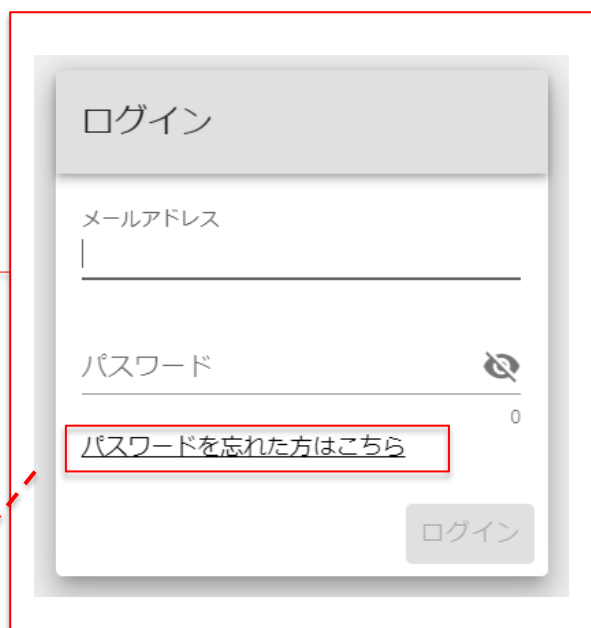 ログイン
メールアドレス
パスワード
0
パスワードを忘れた方はこちら
ログイン